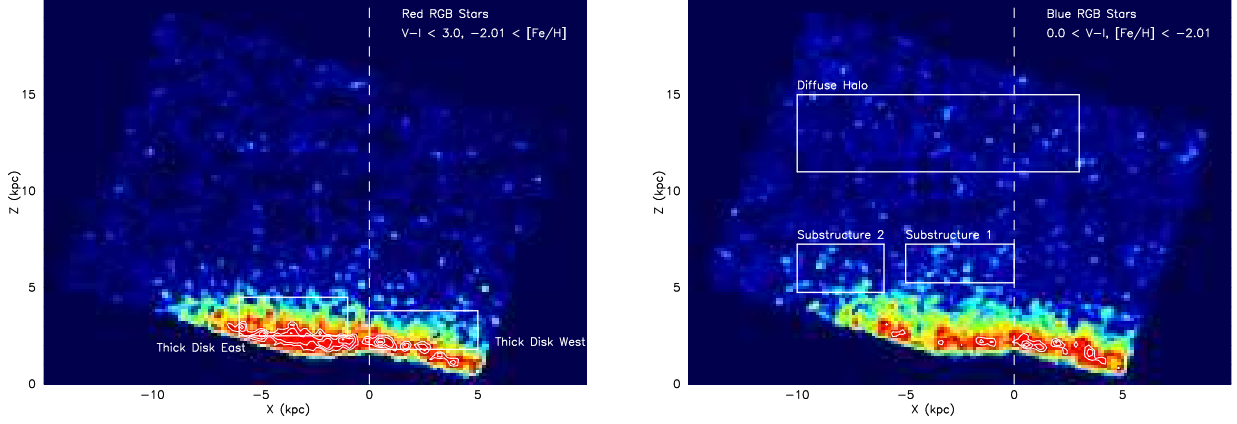 Red RGB Stars
V-I < 3.0, -2.01 < [Fe/H]
15
10
5
0
Z (kpc)
Thick Disk East
Thick Disk West
-10
-5
0
5
X (kpc)
Blue RGB Stars
0.0 < V-I, [Fe/H] < -2.01
Diffuse Halo
Substructure 2
Substructure 1
15
10
5
0
Z (kpc)
-10
-5
0
5
X (kpc)